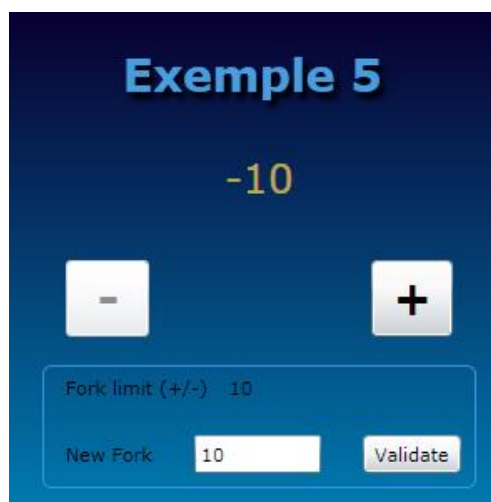 Exemple 5
-10
- +
Fork limit (+/-) 10
New Fork 10 Validate